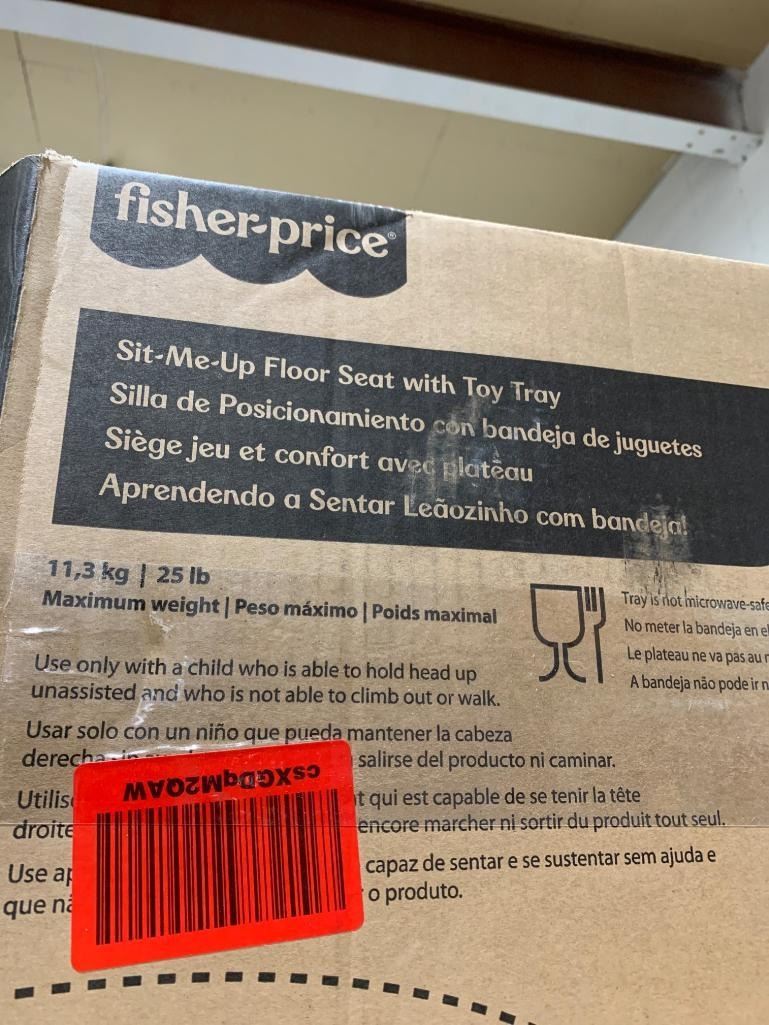 fisher-price®
Sit-Me-Up Floor Seat with Toy Tray
Silla de Posicionamiento con bandeja de juguetes
Siège jeu et confort avec plateau
Aprendendo a Sentar Leãozinho com bandeja!
11,3 kg | 25 lb
Maximum weight | Peso máximo | Poids maximal
Tray is not microwave-safe
No meter la bandeja en el
Le plateau ne va pas au
A bandeja não pode ir
Use only with a child who is able to hold head up
unassisted and who is not able to climb out or walk.
Usar solo con un niño que pueda mantener la cabeza
salirse del producto ni caminar.
qui est capable de se tenir la tête
droite encore marcher ni sortir du produit tout seul.
Use capaz de sentar e se sustentar sem ajuda e
que o produto.
csXGDqM2QAW